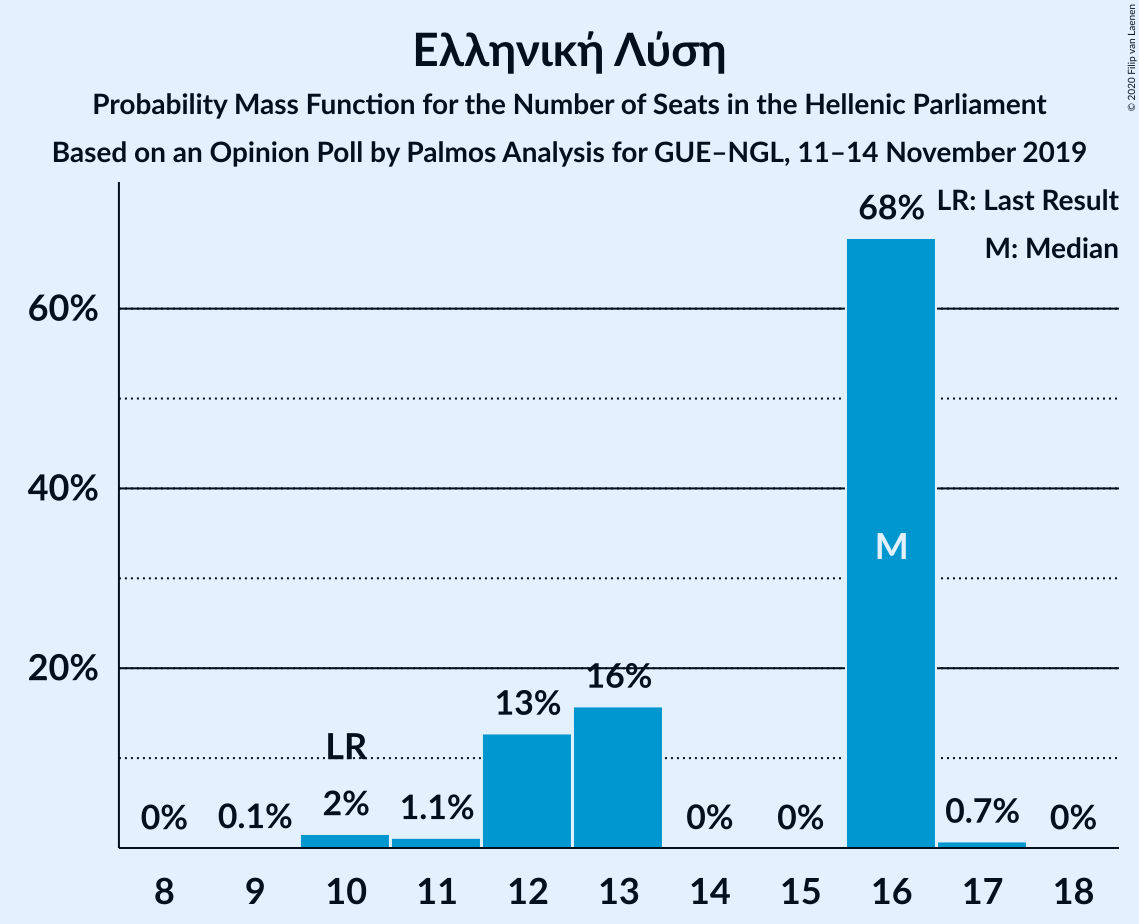 Ελληνική Λύση
Probability Mass Function for the Number of Seats in the Hellenic Parliament
Based on an Opinion Poll by Palmos Analysis for GUE–NGL, 11–14 November 2019
© 2020 Filip van Laenen
LR: Last Result
M: Median
60%
40%
20%
0%
0.1%
LR
2%
1.1%
13%
16%
0%
0%
68%
M
0.7%
0%
8 9 10 11 12 13 14 15 16 17 18